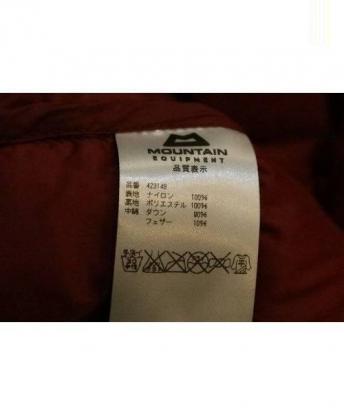 MOUNTAIN
EQUIPMENT
品質表示
品番 423149
表地 ナイロン 100%
裏地 ポリエステル 100%
中綿 ダウン 90%
フェザー 10%